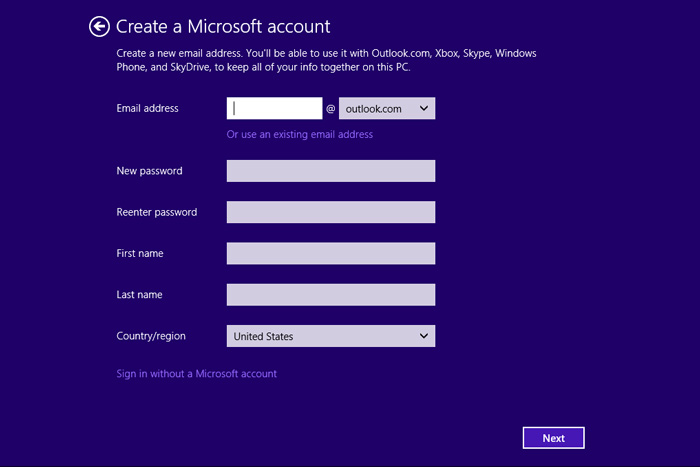 Create a Microsoft account
Create a new email address. You'll be able to use it with Outlook.com, Xbox, Skype, Windows
Phone, and SkyDrive, to keep all of your info together on this PC.
Email address @ outlook.com
Or use an existing email address
New password
Reenter password
First name
Last name
Country/region United States
Sign in without a Microsoft account
Next